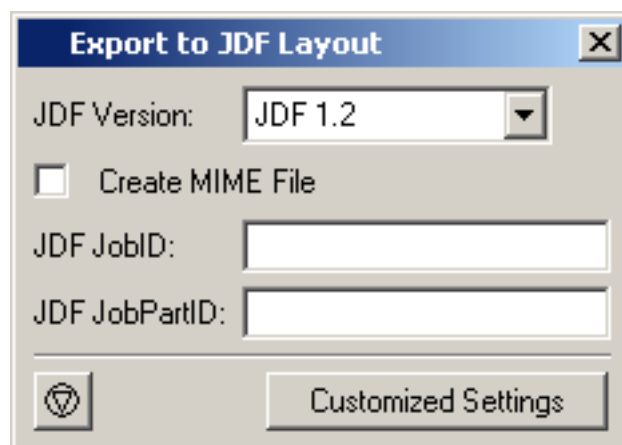 Export to JDF Layout
JDF Version: JDF 1.2
Create MIME File
JDF JobID:
JDF JobPartID:
Customized Settings